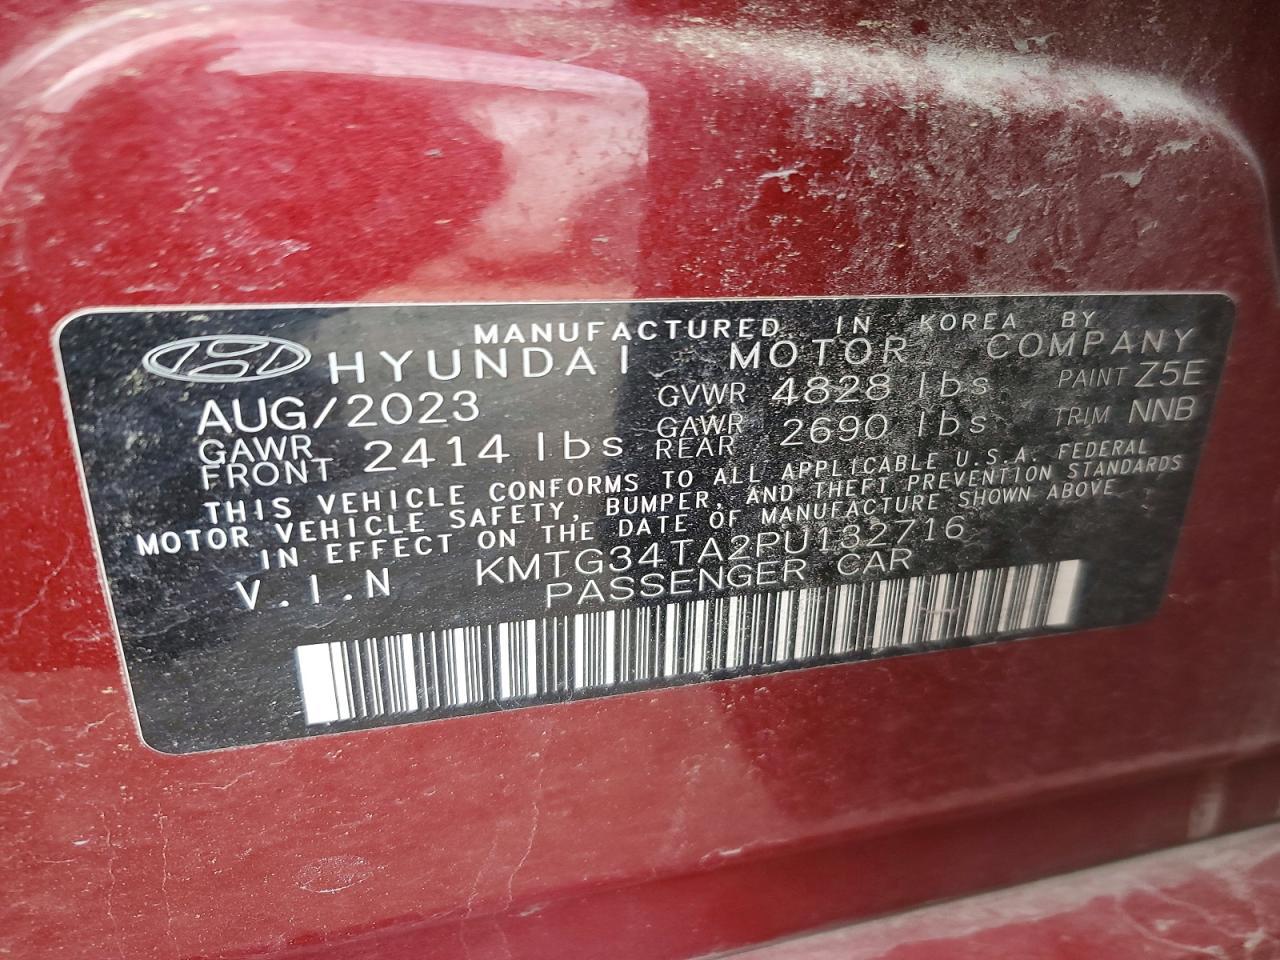 MANUFACTURED IN KOREA BY
HYUNDAI MOTOR COMPANY
AUG/2023 GVWR 4828 lbs PAINT Z5E
GAWR FRONT 2414 lbs GAWR REAR 2690 lbs TRIM NNB
THIS VEHICLE CONFORMS TO ALL APPLICABLE U.S.A. FEDERAL
MOTOR VEHICLE SAFETY, BUMPER, AND THEFT PREVENTION STANDARDS
IN EFFECT ON THE DATE OF MANUFACTURE SHOWN ABOVE
V.I.N KMTG34TA2PU132716
PASSENGER CAR